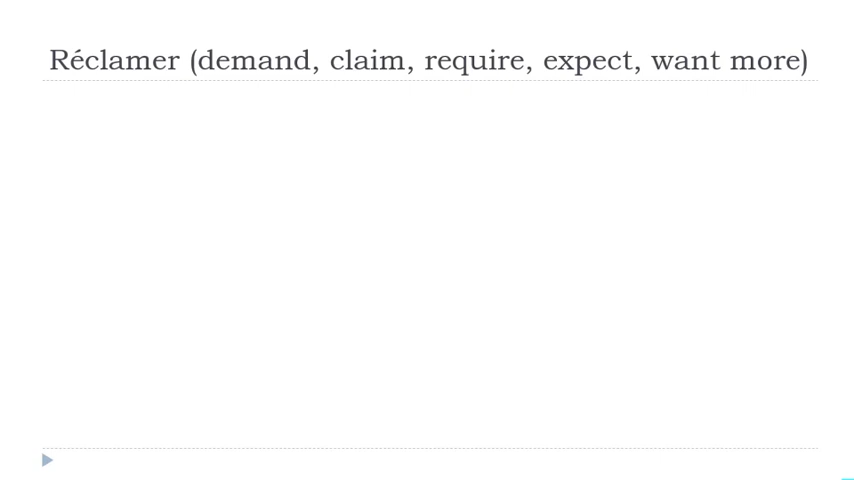 Réclamer (demand, claim, require, expect, want more)